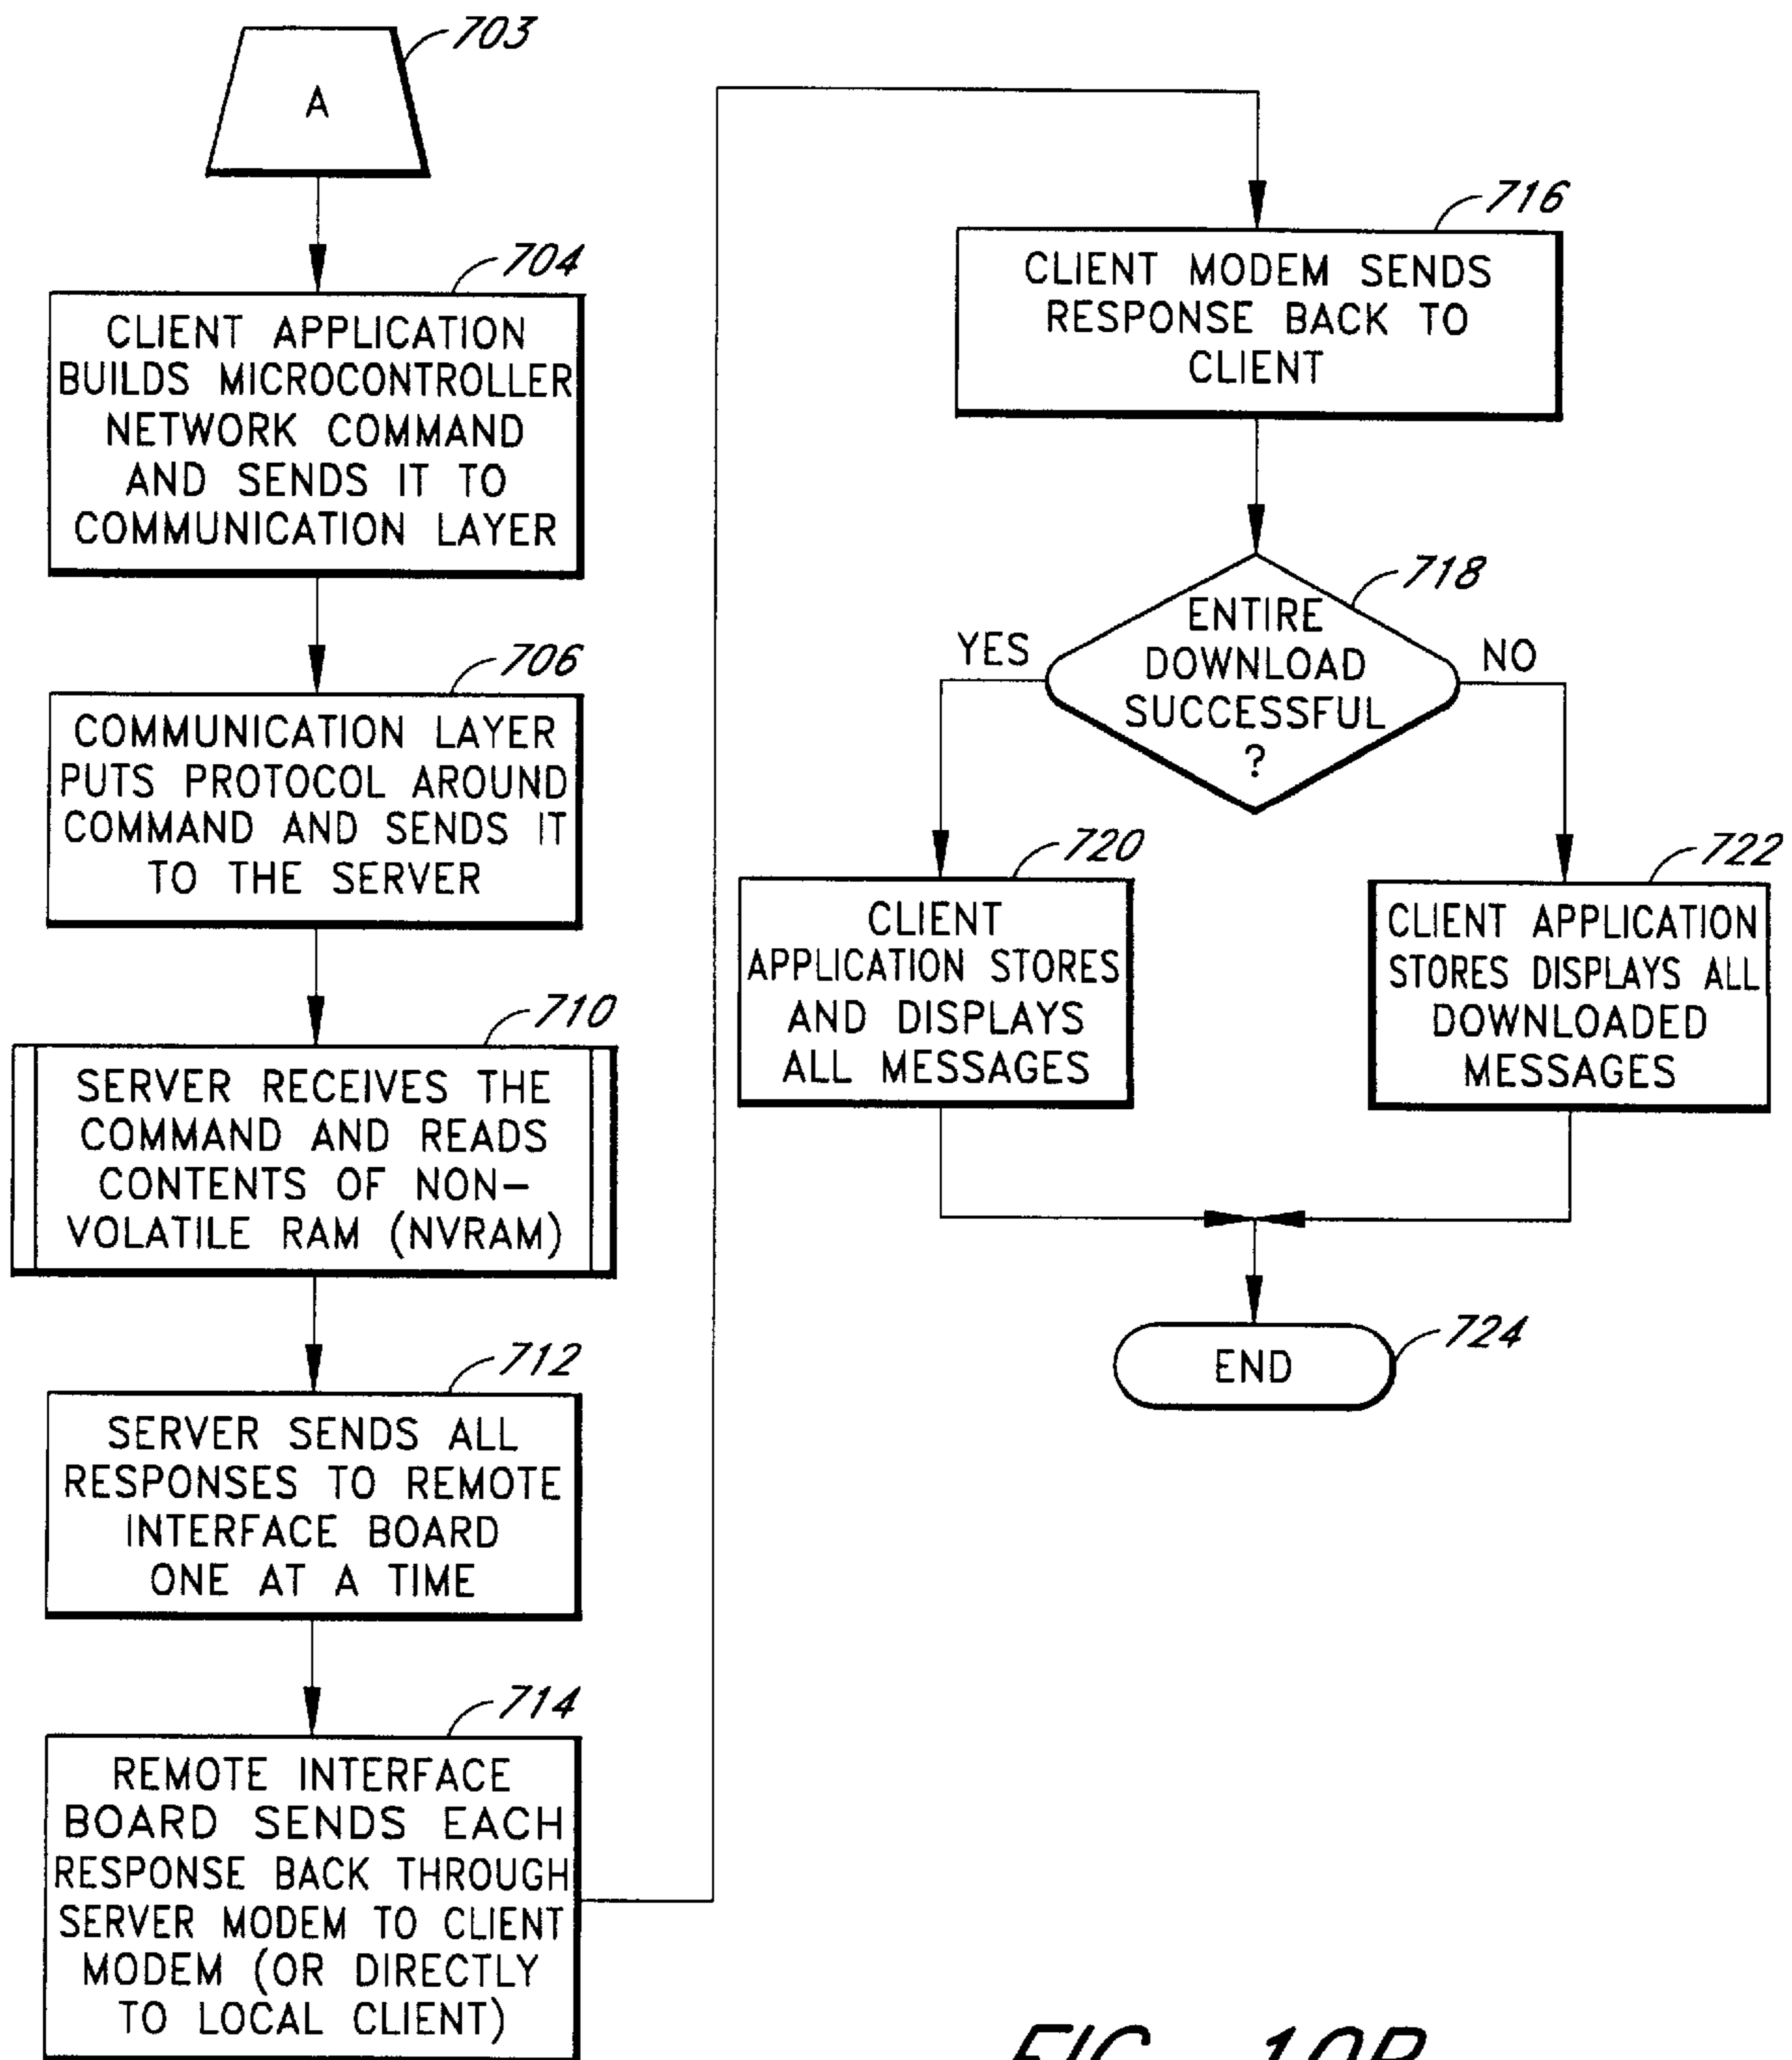 703
A
704
CLIENT APPLICATION
BUILDS MICROCONTROLLER
NETWORK COMMAND
AND SENDS IT TO
COMMUNICATION LAYER
706
COMMUNICATION LAYER
PUTS PROTOCOL AROUND
COMMAND AND SENDS IT
TO THE SERVER
710
SERVER RECEIVES THE
COMMAND AND READS
CONTENTS OF NON-
VOLATILE RAM (NVRAM)
712
SERVER SENDS ALL
RESPONSES TO REMOTE
INTERFACE BOARD
ONE AT A TIME
714
REMOTE INTERFACE
BOARD SENDS EACH
RESPONSE BACK THROUGH
SERVER MODEM TO CLIENT
MODEM (OR DIRECTLY
TO LOCAL CLIENT)
716
CLIENT MODEM SENDS
RESPONSE BACK TO
CLIENT
718
ENTIRE
DOWNLOAD
SUCCESSFUL
?
YES
NO
720
CLIENT
APPLICATION STORES
AND DISPLAYS
ALL MESSAGES
722
CLIENT APPLICATION
STORES DISPLAYS ALL
DOWNLOADED
MESSAGES
724
END
FIG. 10B